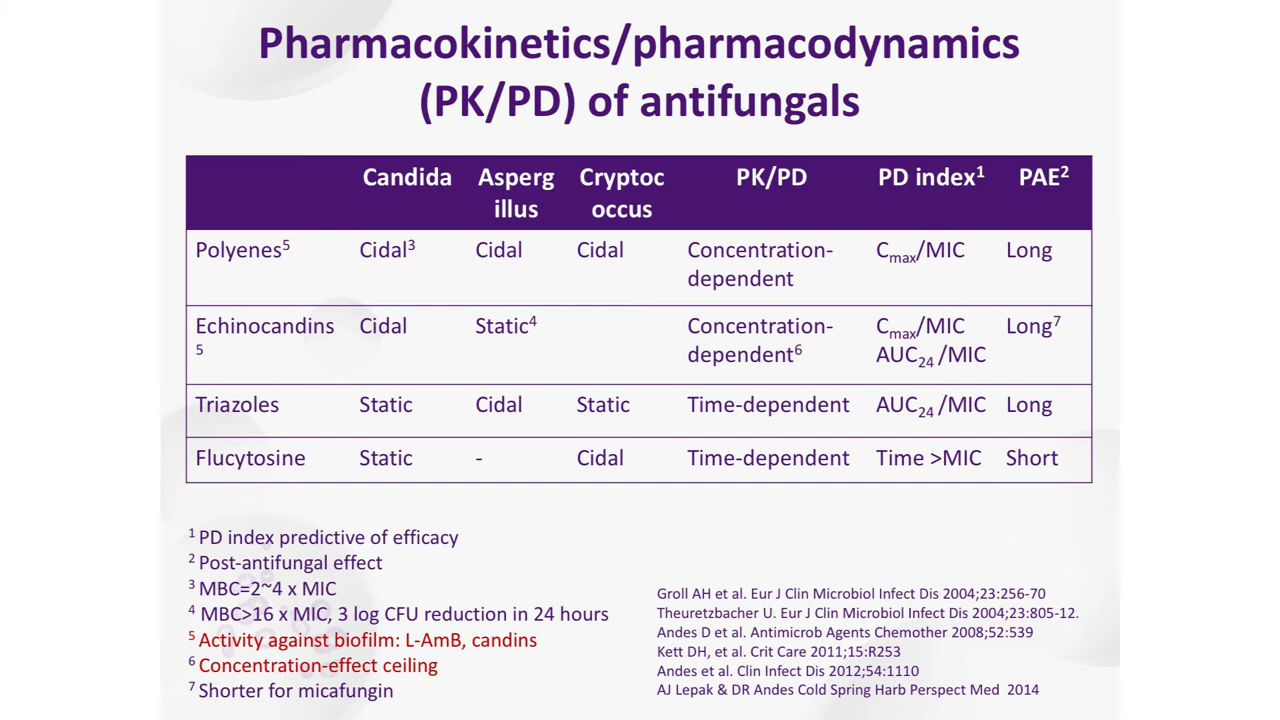 Pharmacokinetics/pharmacodynamics
(PK/PD) of antifungals
Candida Asperg illus Cryptoc occus PK/PD PD index¹ PAE²
Polyenes⁵ Cidal³ Cidal Cidal Concentration-dependent Cmax/MIC Long
Echinocandins ⁵ Cidal Static⁴ Concentration-dependent⁶ Cmax/MIC AUC24 /MIC Long⁷
Triazoles Static Cidal Static Time-dependent AUC24 /MIC Long
Flucytosine Static - Cidal Time-dependent Time >MIC Short
¹ PD index predictive of efficacy
² Post-antifungal effect
³ MBC=2~4 x MIC
⁴ MBC>16 x MIC, 3 log CFU reduction in 24 hours
⁵ Activity against biofilm: L-AmB, candins
⁶ Concentration-effect ceiling
⁷ Shorter for micafungin
Groll AH et al. Eur J Clin Microbiol Infect Dis 2004;23:256-70
Theuretzbacher U. Eur J Clin Microbiol Infect Dis 2004;23:805-12.
Andes D et al. Antimicrob Agents Chemother 2008;52:539
Kett DH, et al. Crit Care 2011;15:R253
Andes et al. Clin Infect Dis 2012;54:1110
AJ Lepak & DR Andes Cold Spring Harb Perspect Med 2014